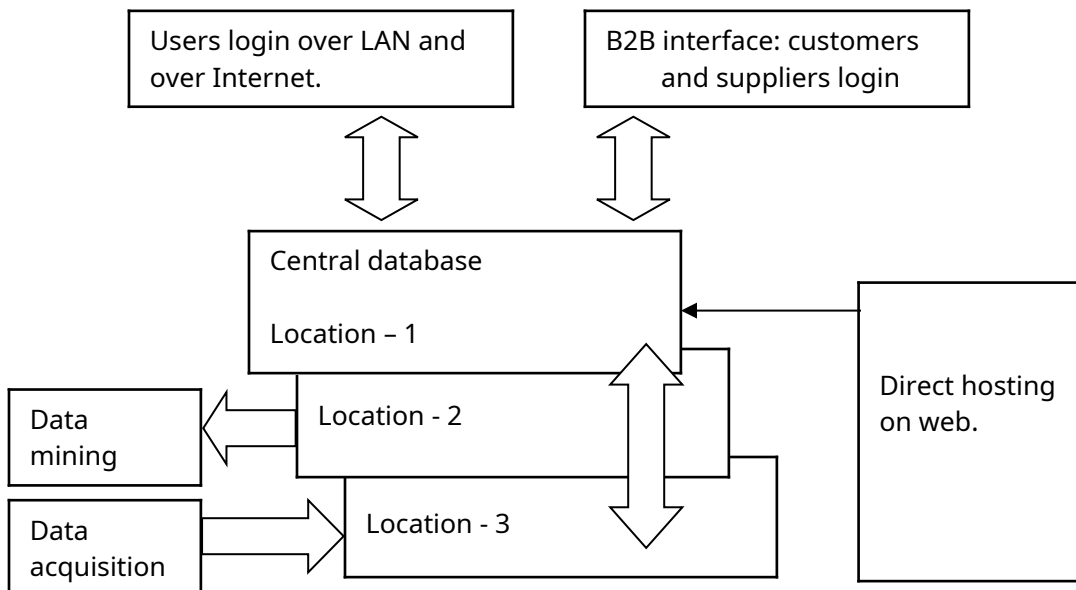 Users login over LAN and
over Internet.
B2B interface: customers
and suppliers login
Central database
Location – 1
Direct hosting
on web.
Location - 2
Data
mining
Location - 3
Data
acquisition